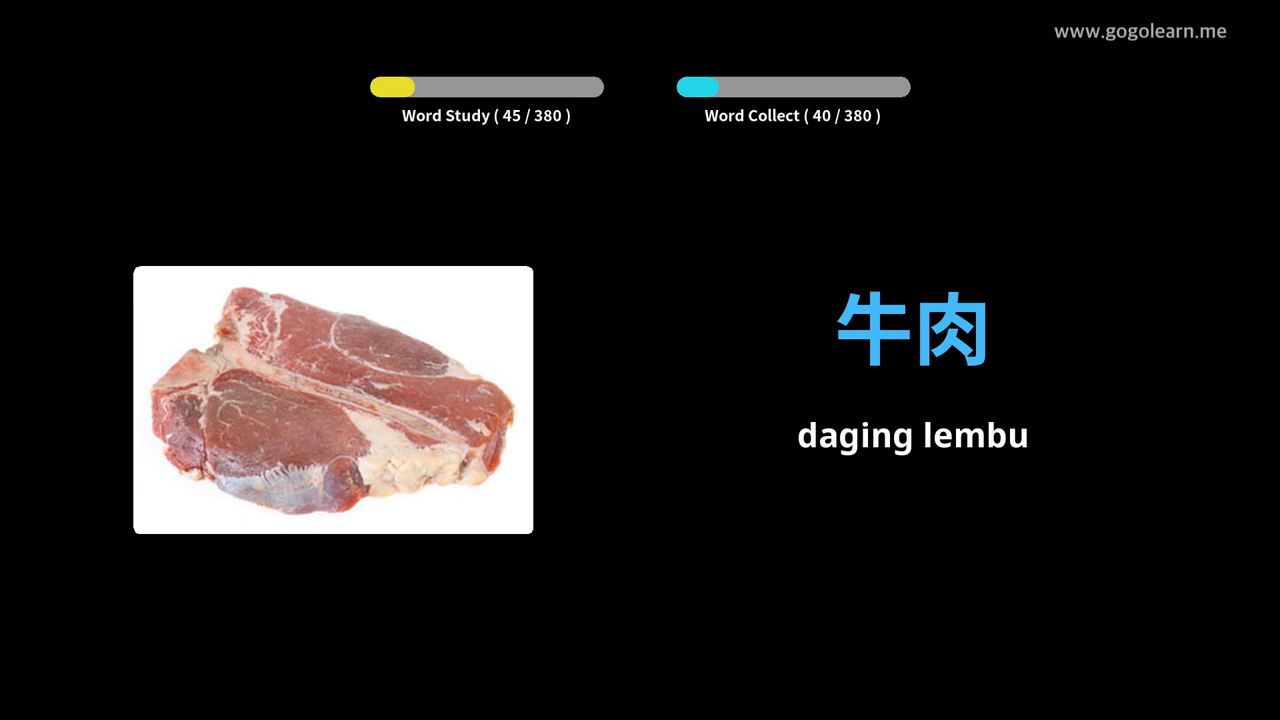 www.gogolearn.me
Word Study ( 45 / 380 )
Word Collect ( 40 / 380 )
牛肉
daging lembu